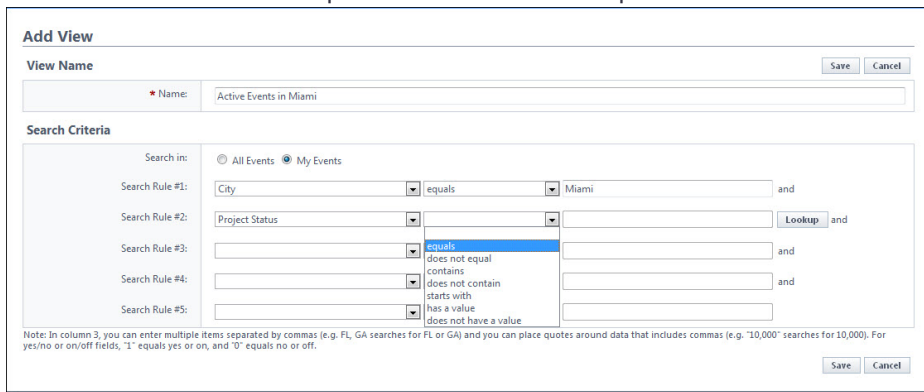 Add View
View Name
Save Cancel
* Name: Active Events in Miami
Search Criteria
Search in: All Events My Events
Search Rule #1: City equals Miami and
Search Rule #2: Project Status Lookup and
equals
Search Rule #3: and
does not equal
contains
Search Rule #4: and
does not contain
starts with
Search Rule #5:
has a value
does not have a value
Note: In column 3, you can enter multiple items separated by commas (e.g. FL, GA searches for FL or GA) and you can place quotes around data that includes commas (e.g. "10,000" searches for 10,000). For
yes/no or on/off fields, "1" equals yes or on, and "0" equals no or off.
Save Cancel